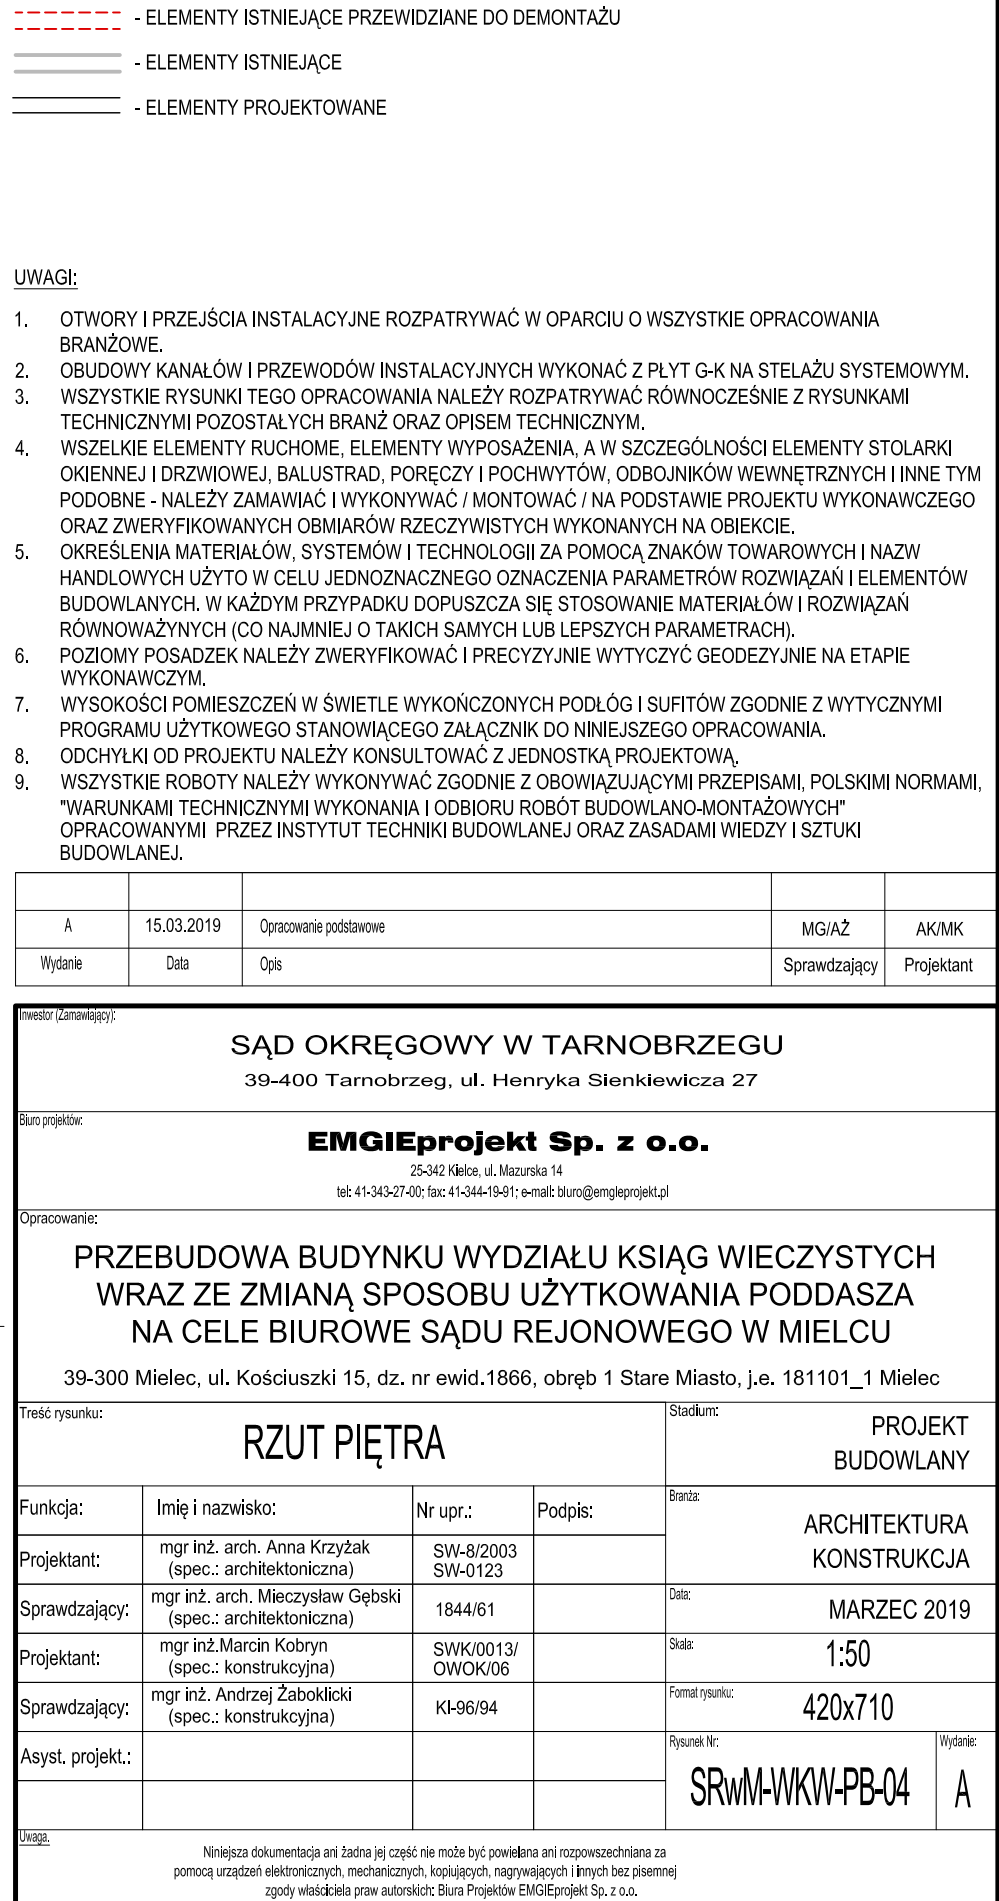 - ELEMENTY ISTNIEJĄCE PRZEWIDZIANE DO DEMONTAŻU
- ELEMENTY ISTNIEJĄCE
- ELEMENTY PROJEKTOWANE
UWAGI:
1. OTWORY I PRZEJŚCIA INSTALACYJNE ROZPATRYWAĆ W OPARCIU O WSZYSTKIE OPRACOWANIA
BRANŻOWE.
2. OBUDOWY KANAŁÓW I PRZEWODÓW INSTALACYJNYCH WYKONAĆ Z PŁYT G-K NA STELAŻU SYSTEMOWYM.
3. WSZYSTKIE RYSUNKI TEGO OPRACOWANIA NALEŻY ROZPATRYWAĆ RÓWNOCZEŚNIE Z RYSUNKAMI
TECHNICZNYMI POZOSTAŁYCH BRANŻ ORAZ OPISEM TECHNICZNYM.
4. WSZELKIE ELEMENTY RUCHOME, ELEMENTY WYPOSAŻENIA, A W SZCZEGÓLNOŚCI ELEMENTY STOLARKI
OKIENNEJ I DRZWIOWEJ, BALUSTRAD, PORĘCZY I POCHWYTÓW, ODBOJNIKÓW WEWNĘTRZNYCH I INNE TYM
PODOBNE - NALEŻY ZAMAWIAĆ I WYKONYWAĆ / MONTOWAĆ / NA PODSTAWIE PROJEKTU WYKONAWCZEGO
ORAZ ZWERYFIKOWANYCH OBMIARÓW RZECZYWISTYCH WYKONANYCH NA OBIEKCIE.
5. OKREŚLENIA MATERIAŁÓW, SYSTEMÓW I TECHNOLOGII ZA POMOCĄ ZNAKÓW TOWAROWYCH I NAZW
HANDLOWYCH UŻYTO W CELU JEDNOZNACZNEGO OZNACZENIA PARAMETRÓW ROZWIĄZAŃ I ELEMENTÓW
BUDOWLANYCH. W KAŻDYM PRZYPADKU DOPUSZCZA SIĘ STOSOWANIE MATERIAŁÓW I ROZWIĄZAŃ
RÓWNOWAŻYNYCH (CO NAJMNIEJ O TAKICH SAMYCH LUB LEPSZYCH PARAMETRACH).
6. POZIOMY POSADZEK NALEŻY ZWERYFIKOWAĆ I PRECYZYJNIE WYTYCZYĆ GEODEZYJNIE NA ETAPIE
WYKONAWCZYM.
7. WYSOKOŚCI POMIESZCZEŃ W ŚWIETLE WYKOŃCZONYCH PODŁÓG I SUFITÓW ZGODNIE Z WYTYCZNYMI
PROGRAMU UŻYTKOWEGO STANOWIĄCEGO ZAŁĄCZNIK DO NINIEJSZEGO OPRACOWANIA.
8. ODCHYŁKI OD PROJEKTU NALEŻY KONSULTOWAĆ Z JEDNOSTKĄ PROJEKTOWĄ.
9. WSZYSTKIE ROBOTY NALEŻY WYKONYWAĆ ZGODNIE Z OBOWIĄZUJĄCYMI PRZEPISAMI, POLSKIMI NORMAMI,
"WARUNKAMI TECHNICZNYMI WYKONANIA I ODBIORU ROBÓT BUDOWLANO-MONTAŻOWYCH"
OPRACOWANYMI PRZEZ INSTYTUT TECHNIKI BUDOWLANEJ ORAZ ZASADAMI WIEDZY I SZTUKI
BUDOWLANEJ.
A 15.03.2019 Opracowanie podstawowe MG/AŻ AK/MK
Wydanie Data Opis Sprawdzający Projektant
Inwestor (Zamawiający):
SĄD OKRĘGOWY W TARNOBRZEGU
39-400 Tarnobrzeg, ul. Henryka Sienkiewicza 27
Biuro projektów:
EMGIEprojekt Sp. z o.o.
25-342 Kielce, ul. Mazurska 14
tel: 41-343-27-00; fax: 41-344-19-91; e-mail: biuro@emgieprojekt.pl
Opracowanie:
PRZEBUDOWA BUDYNKU WYDZIAŁU KSIĄG WIECZYSTYCH
WRAZ ZE ZMIANĄ SPOSOBU UŻYTKOWANIA PODDASZA
NA CELE BIUROWE SĄDU REJONOWEGO W MIELCU
39-300 Mielec, ul. Kościuszki 15, dz. nr ewid.1866, obręb 1 Stare Miasto, j.e. 181101_1 Mielec
Treść rysunku:
RZUT PIĘTRA
Stadium:
PROJEKT
BUDOWLANY
Funkcja: Imię i nazwisko: Nr upr.: Podpis:
Branża:
ARCHITEKTURA
KONSTRUKCJA
Projektant: mgr inż. arch. Anna Krzyżak
(spec.: architektoniczna)
SW-8/2003
SW-0123
Sprawdzający: mgr inż. arch. Mieczysław Gębski
(spec.: architektoniczna)
1844/61
Data:
MARZEC 2019
Projektant: mgr inż.Marcin Kobryn
(spec.: konstrukcyjna)
SWK/0013/
OWOK/06
Skala:
1:50
Sprawdzający: mgr inż. Andrzej Żaboklicki
(spec.: konstrukcyjna)
KI-96/94
Format rysunku:
420x710
Asyst. projekt.:
Rysunek Nr:
SRwM-WKW-PB-04
Wydanie:
A
Uwaga.
Niniejsza dokumentacja ani żadna jej część nie może być powielana ani rozpowszechniana za
pomocą urządzeń elektronicznych, mechanicznych, kopiujących, nagrywających i innych bez pisemnej
zgody właściciela praw autorskich: Biura Projektów EMGIEprojekt Sp. z o.o.